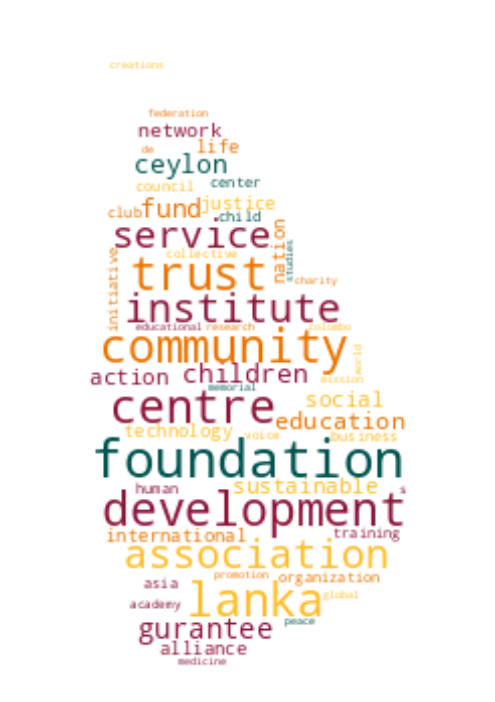 creations
federation
network
de life
ceylon
council center
club fund justice
child
service nation
collective studies
trust charity
initiative
institute
educational research colombo
community world
action children mission
memorial
centre social
education
technology voice business
foundation
human sustainable s
development
international training
association
asia promotion organization
academy lanka global
gurantee peace
alliance
medicine